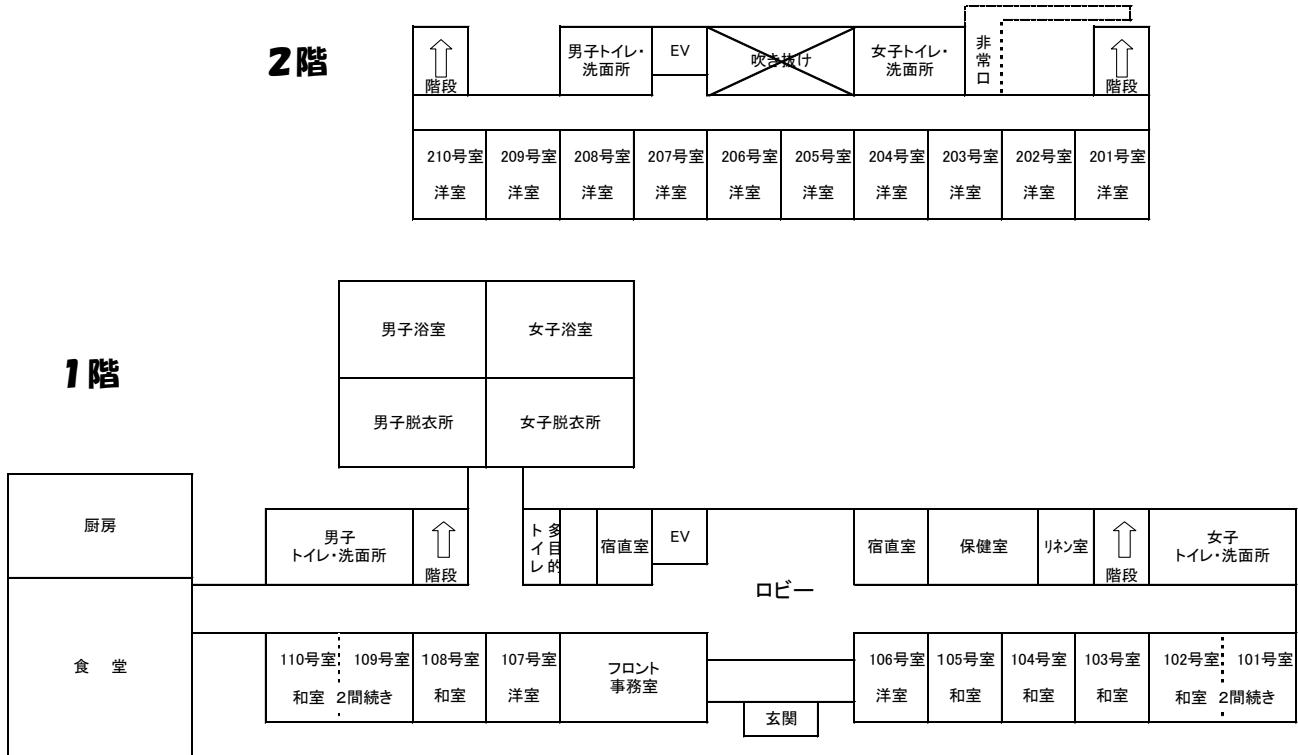 2階
階段
男子トイレ・
洗面所
EV
吹き抜け
女子トイレ・
洗面所
非常口
階段
210号室
洋室
209号室
洋室
208号室
洋室
207号室
洋室
206号室
洋室
205号室
洋室
204号室
洋室
203号室
洋室
202号室
洋室
201号室
洋室
1階
男子浴室
女子浴室
男子脱衣所
女子脱衣所
厨房
食 堂
男子
トイレ・洗面所
階段
多目的
トイレ
宿直室
EV
ロビー
宿直室
保健室
リネン室
階段
女子
トイレ・洗面所
110号室
109号室
和室 2間続き
108号室
和室
107号室
洋室
フロント
事務室
玄関
106号室
洋室
105号室
和室
104号室
和室
103号室
和室
102号室
101号室
和室 2間続き